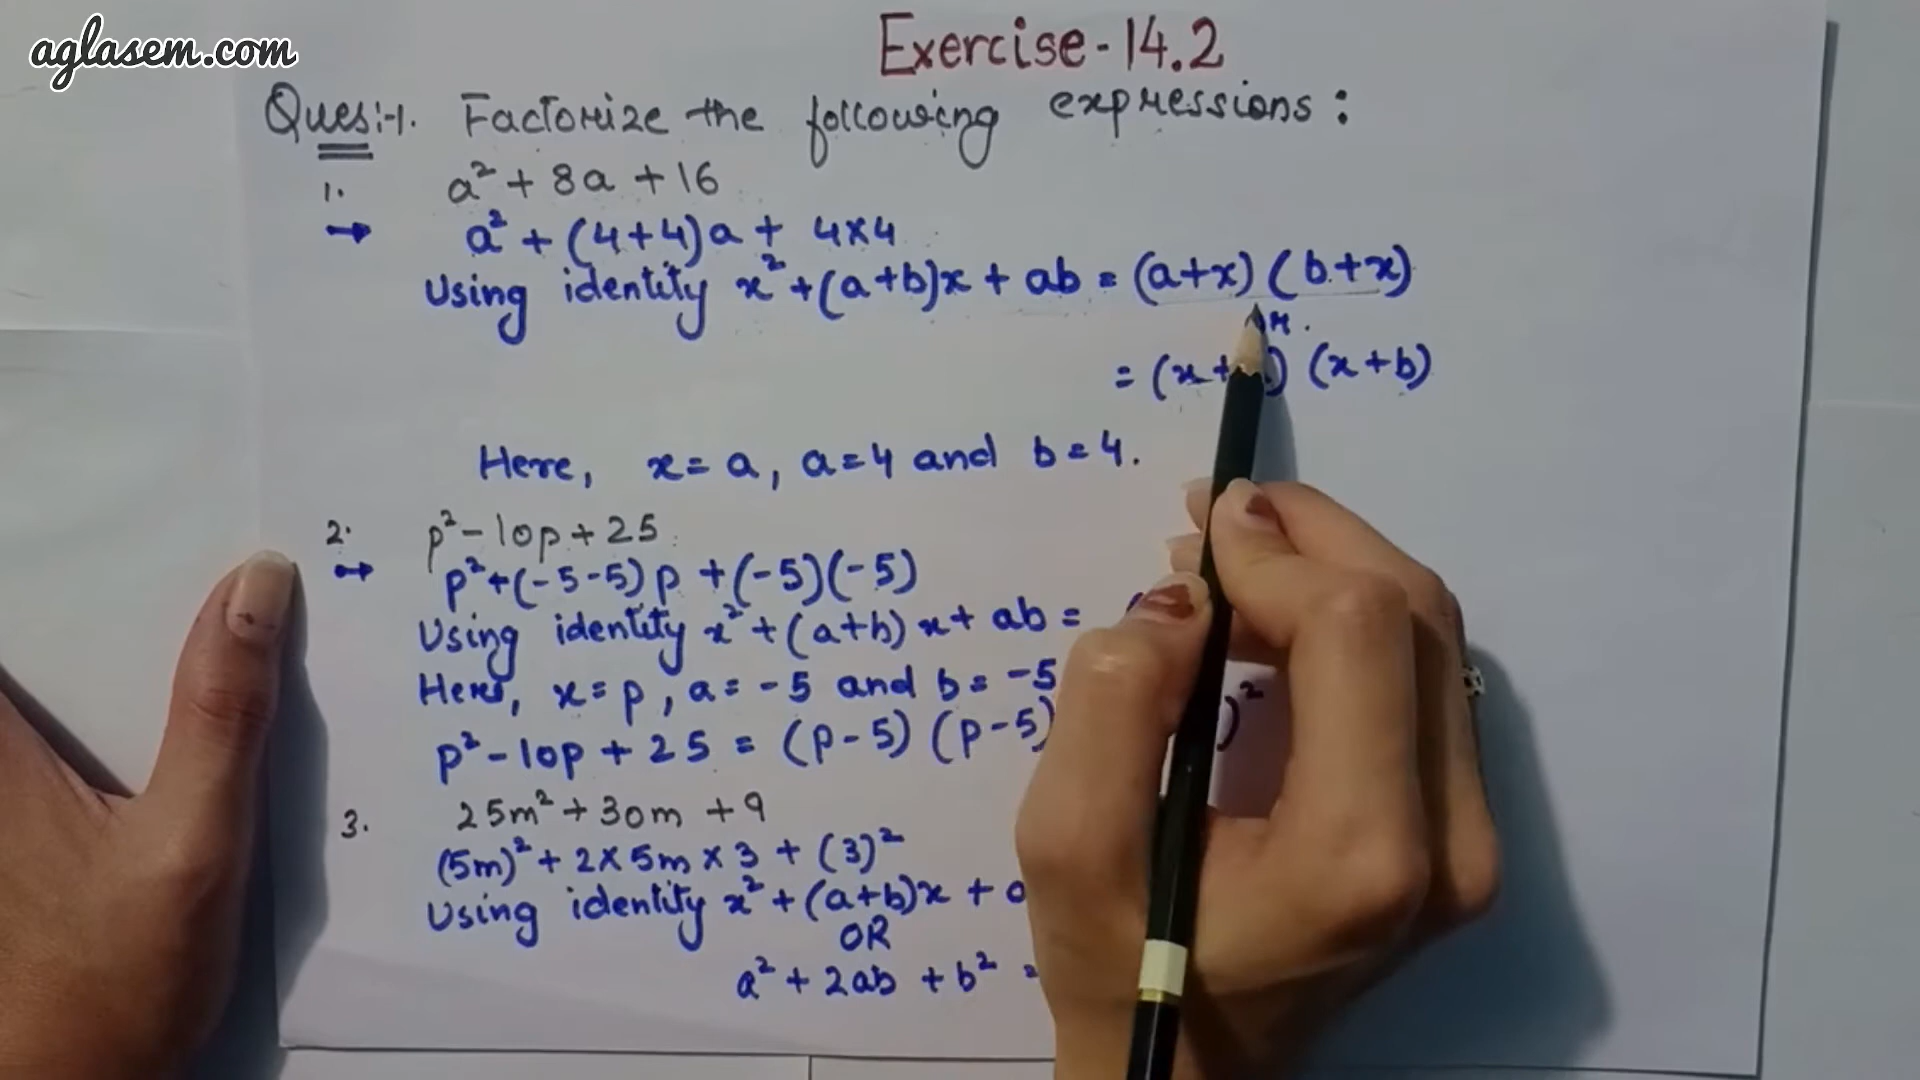 aglasem.com
Exercise-14.2
Ques:-1. Factorize the following expressions:
1. a² + 8a + 16
→ a² + (4+4)a + 4×4
Using identity x² + (a+b)x + ab = (a+x) (b+x)
= (x+ ) (x+b)
Here, x = a, a = 4 and b = 4.
2. p² - 10p + 25
→ p² + (-5-5) p + (-5)(-5)
Using identity x² + (a+b) x + ab =
Here, x = p, a = -5 and b = -5
p² - 10p + 25 = (p-5) (p-5) )²
3. 25m² + 30m + 9
(5m)² + 2×5m×3 + (3)²
Using identity x² + (a+b)x +
OR
a² + 2ab + b² =